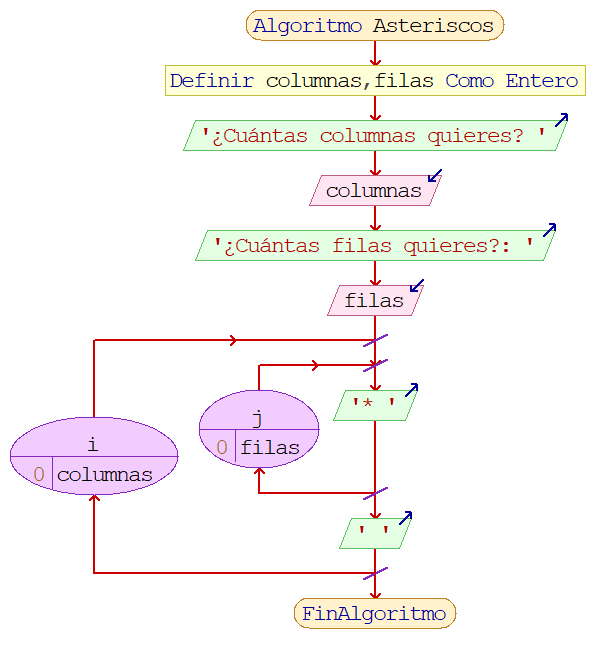 Algoritmo Asteriscos
Definir columnas,filas Como Entero
'¿Cuántas columnas quieres? '
columnas
'¿Cuántas filas quieres?: '
filas
i
0 columnas
j
0 filas
'* '
' '
FinAlgoritmo